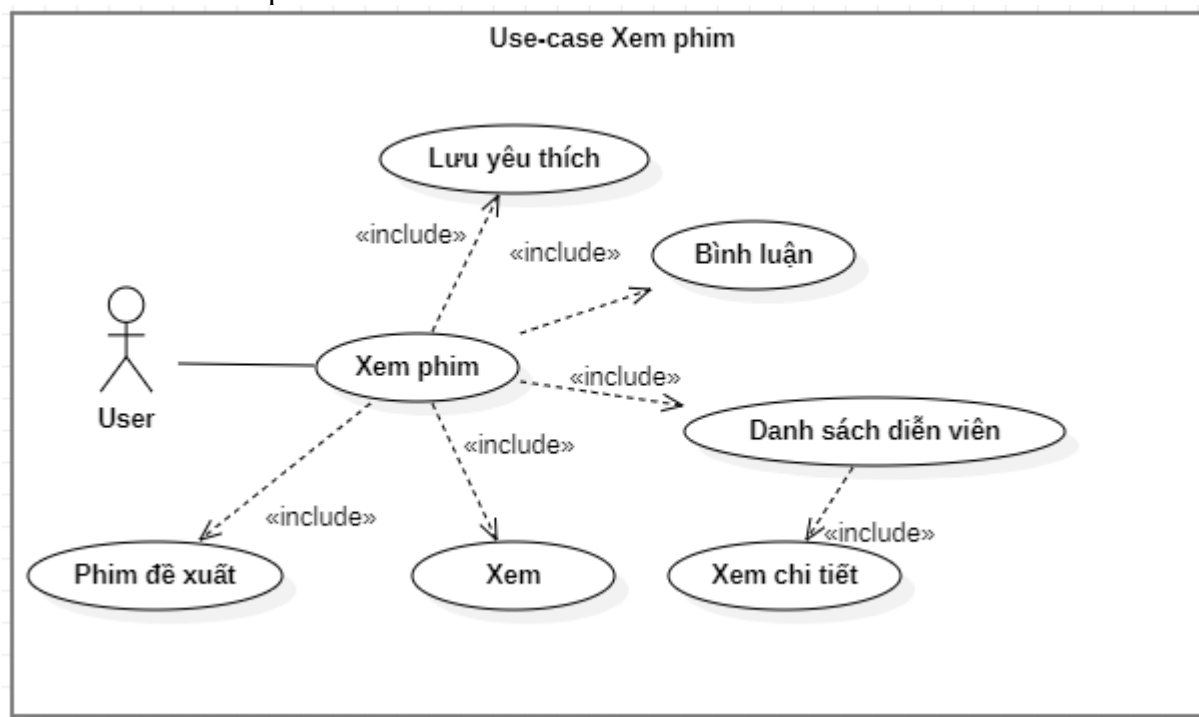 Use-case Xem phim
Lưu yêu thích
«include»
«include»
Bình luận
Xem phim
«include»
User
Danh sách diễn viên
«include»
«include»
«include»
Phim đề xuất
Xem
Xem chi tiết